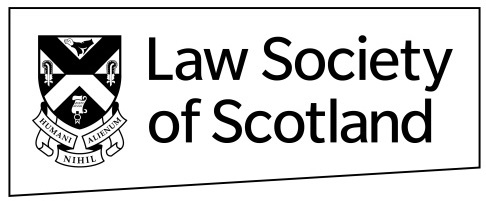 Law Society
of Scotland
HUMANI
NIHIL
ALIENUM